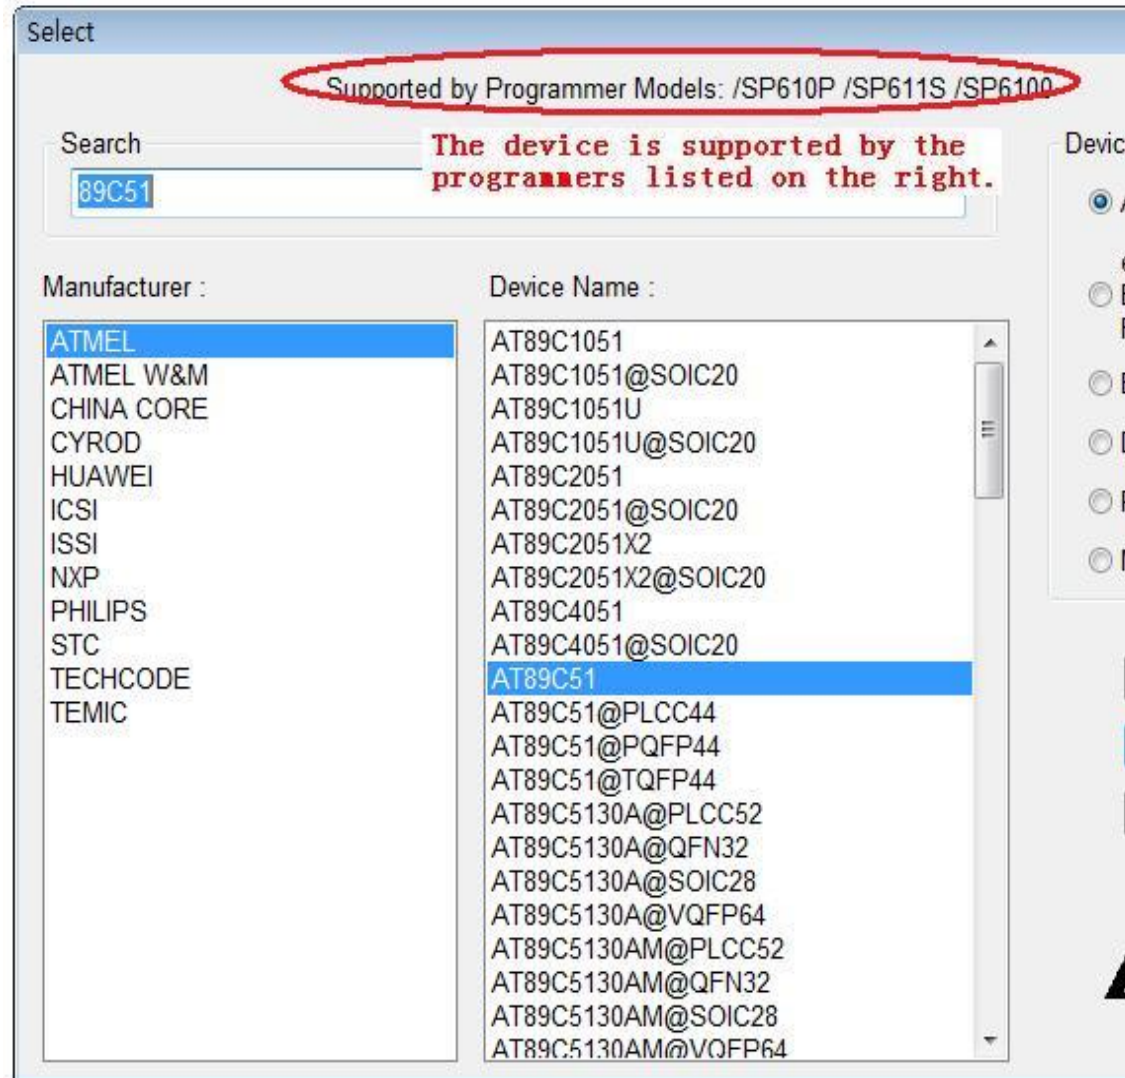 Select
Supported by Programmer Models: /SP610P /SP611S /SP6100
Search
The device is supported by the
programmers listed on the right.
89C51
Manufacturer :
Device Name :
ATMEL
ATMEL W&M
CHINA CORE
CYROD
HUAWEI
ICSI
ISSI
NXP
PHILIPS
STC
TECHCODE
TEMIC
AT89C1051
AT89C1051@SOIC20
AT89C1051U
AT89C1051U@SOIC20
AT89C2051
AT89C2051@SOIC20
AT89C2051X2
AT89C2051X2@SOIC20
AT89C4051
AT89C4051@SOIC20
AT89C51
AT89C51@PLCC44
AT89C51@PQFP44
AT89C51@TQFP44
AT89C5130A@PLCC52
AT89C5130A@QFN32
AT89C5130A@SOIC28
AT89C5130A@VQFP64
AT89C5130AM@PLCC52
AT89C5130AM@QFN32
AT89C5130AM@SOIC28
AT89C5130AM@VQFP64
Devic